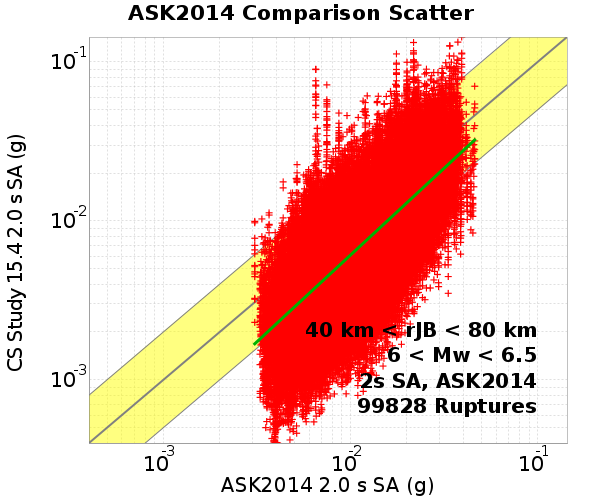 ASK2014 Comparison Scatter
CS Study 15.4 2.0 s SA (g)
10-1
10-2
10-3
40 km < rJB < 80 km
6 < Mw < 6.5
2s SA, ASK2014
99828 Ruptures
10-3 10-2 10-1
ASK2014 2.0 s SA (g)